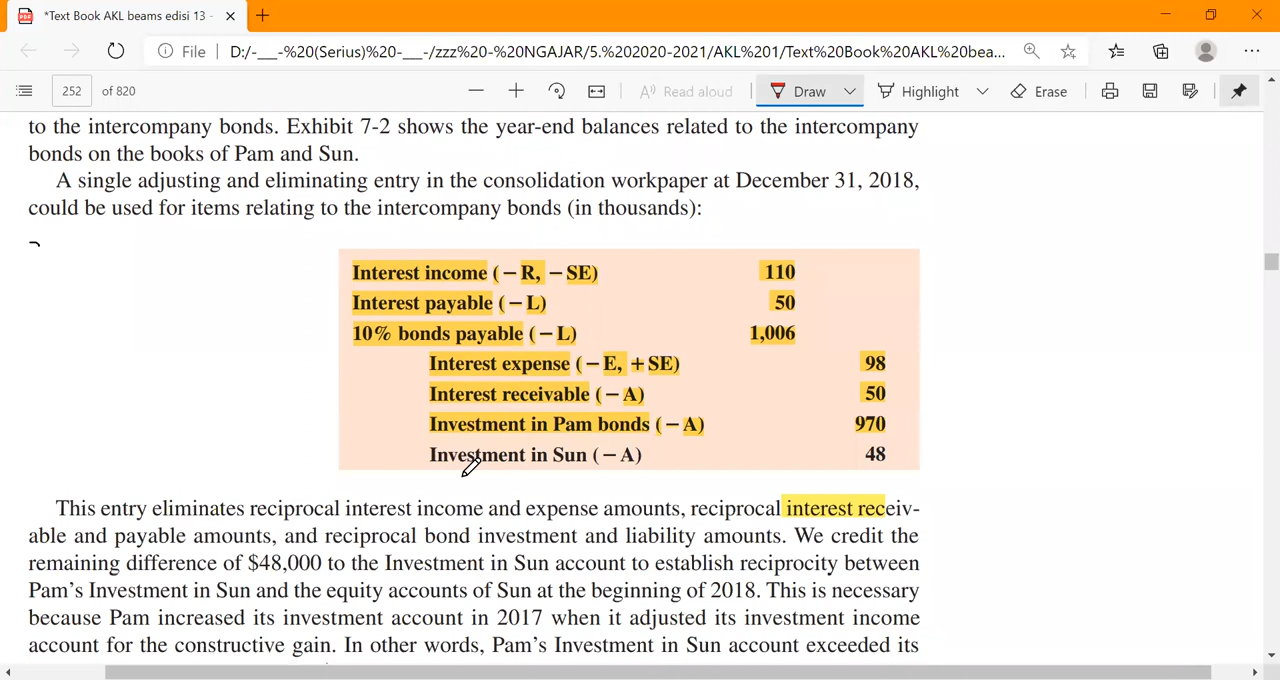 *Text Book AKL beams edisi 13 -
File D:/-___-%20(Serius)%20-___-/zzz%20-%20NGAJAR/5.%202020-2021/AKL%201/Text%20Book%20AKL%20bea...
252 of 820 Read aloud Draw Highlight Erase
to the intercompany bonds. Exhibit 7-2 shows the year-end balances related to the intercompany
bonds on the books of Pam and Sun.
A single adjusting and eliminating entry in the consolidation workpaper at December 31, 2018,
could be used for items relating to the intercompany bonds (in thousands):
Interest income (−R, −SE) 110
Interest payable (−L) 50
10% bonds payable (−L) 1,006
Interest expense (−E, +SE) 98
Interest receivable (−A) 50
Investment in Pam bonds (−A) 970
Investment in Sun (−A) 48
This entry eliminates reciprocal interest income and expense amounts, reciprocal interest receiv-
able and payable amounts, and reciprocal bond investment and liability amounts. We credit the
remaining difference of $48,000 to the Investment in Sun account to establish reciprocity between
Pam's Investment in Sun and the equity accounts of Sun at the beginning of 2018. This is necessary
because Pam increased its investment account in 2017 when it adjusted its investment income
account for the constructive gain. In other words, Pam's Investment in Sun account exceeded its